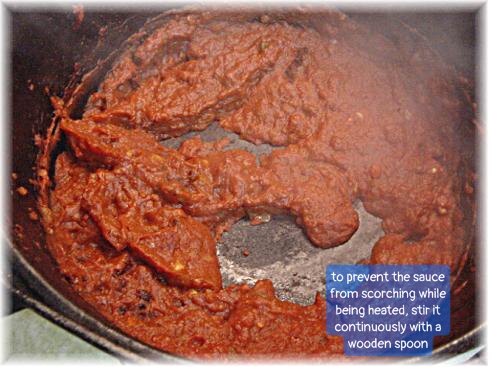 to prevent the sauce
from scorching while
being heated, stir it
continuously with a
wooden spoon